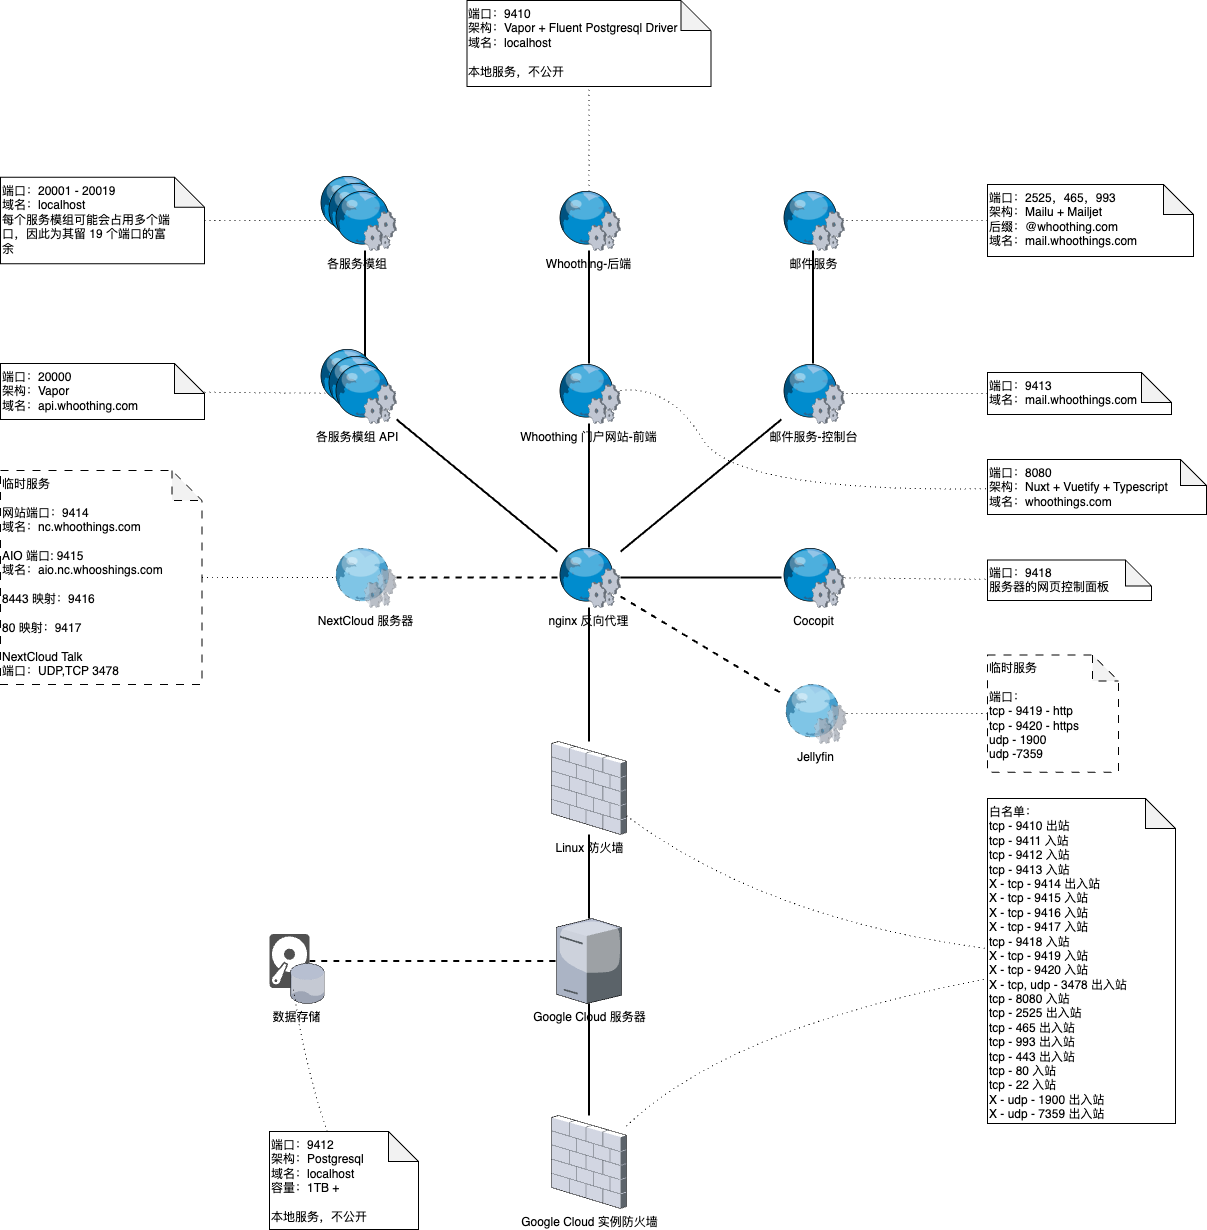 端口：9410
架构：Vapor + Fluent Postgresql Driver
域名：localhost
本地服务，不公开
端口：20001 - 20019
域名：localhost
每个服务模组可能会占用多个端
口，因此为其留 19 个端口的富
余
各服务模组
Whoothing-后端
邮件服务
端口：2525，465，993
架构：Mailu + Mailjet
后缀：@whoothing.com
域名：mail.whoothings.com
端口：20000
架构：Vapor
域名：api.whoothing.com
各服务模组 API
Whoothing 门户网站-前端
邮件服务-控制台
端口：9413
域名：mail.whoothings.com
端口：8080
架构：Nuxt + Vuetify + Typescript
域名：whoothings.com
临时服务
网站端口：9414
域名：nc.whoothings.com
AIO 端口: 9415
域名：aio.nc.whooshings.com
8443 映射：9416
80 映射：9417
NextCloud Talk
端口：UDP,TCP 3478
NextCloud 服务器
nginx 反向代理
Cocopit
端口：9418
服务器的网页控制面板
Jellyfin
临时服务
端口：
tcp - 9419 - http
tcp - 9420 - https
udp - 1900
udp -7359
Linux 防火墙
白名单：
tcp - 9410 出站
tcp - 9411 入站
tcp - 9412 入站
tcp - 9413 入站
X - tcp - 9414 出入站
X - tcp - 9415 入站
X - tcp - 9416 入站
X - tcp - 9417 入站
tcp - 9418 入站
X - tcp - 9419 入站
X - tcp - 9420 入站
X - tcp, udp - 3478 出入站
tcp - 8080 入站
tcp - 2525 出入站
tcp - 465 出入站
tcp - 993 出入站
tcp - 443 出入站
tcp - 80 入站
tcp - 22 入站
X - udp - 1900 出入站
X - udp - 7359 出入站
数据存储
Google Cloud 服务器
端口：9412
架构：Postgresql
域名：localhost
容量：1TB +
本地服务，不公开
Google Cloud 实例防火墙